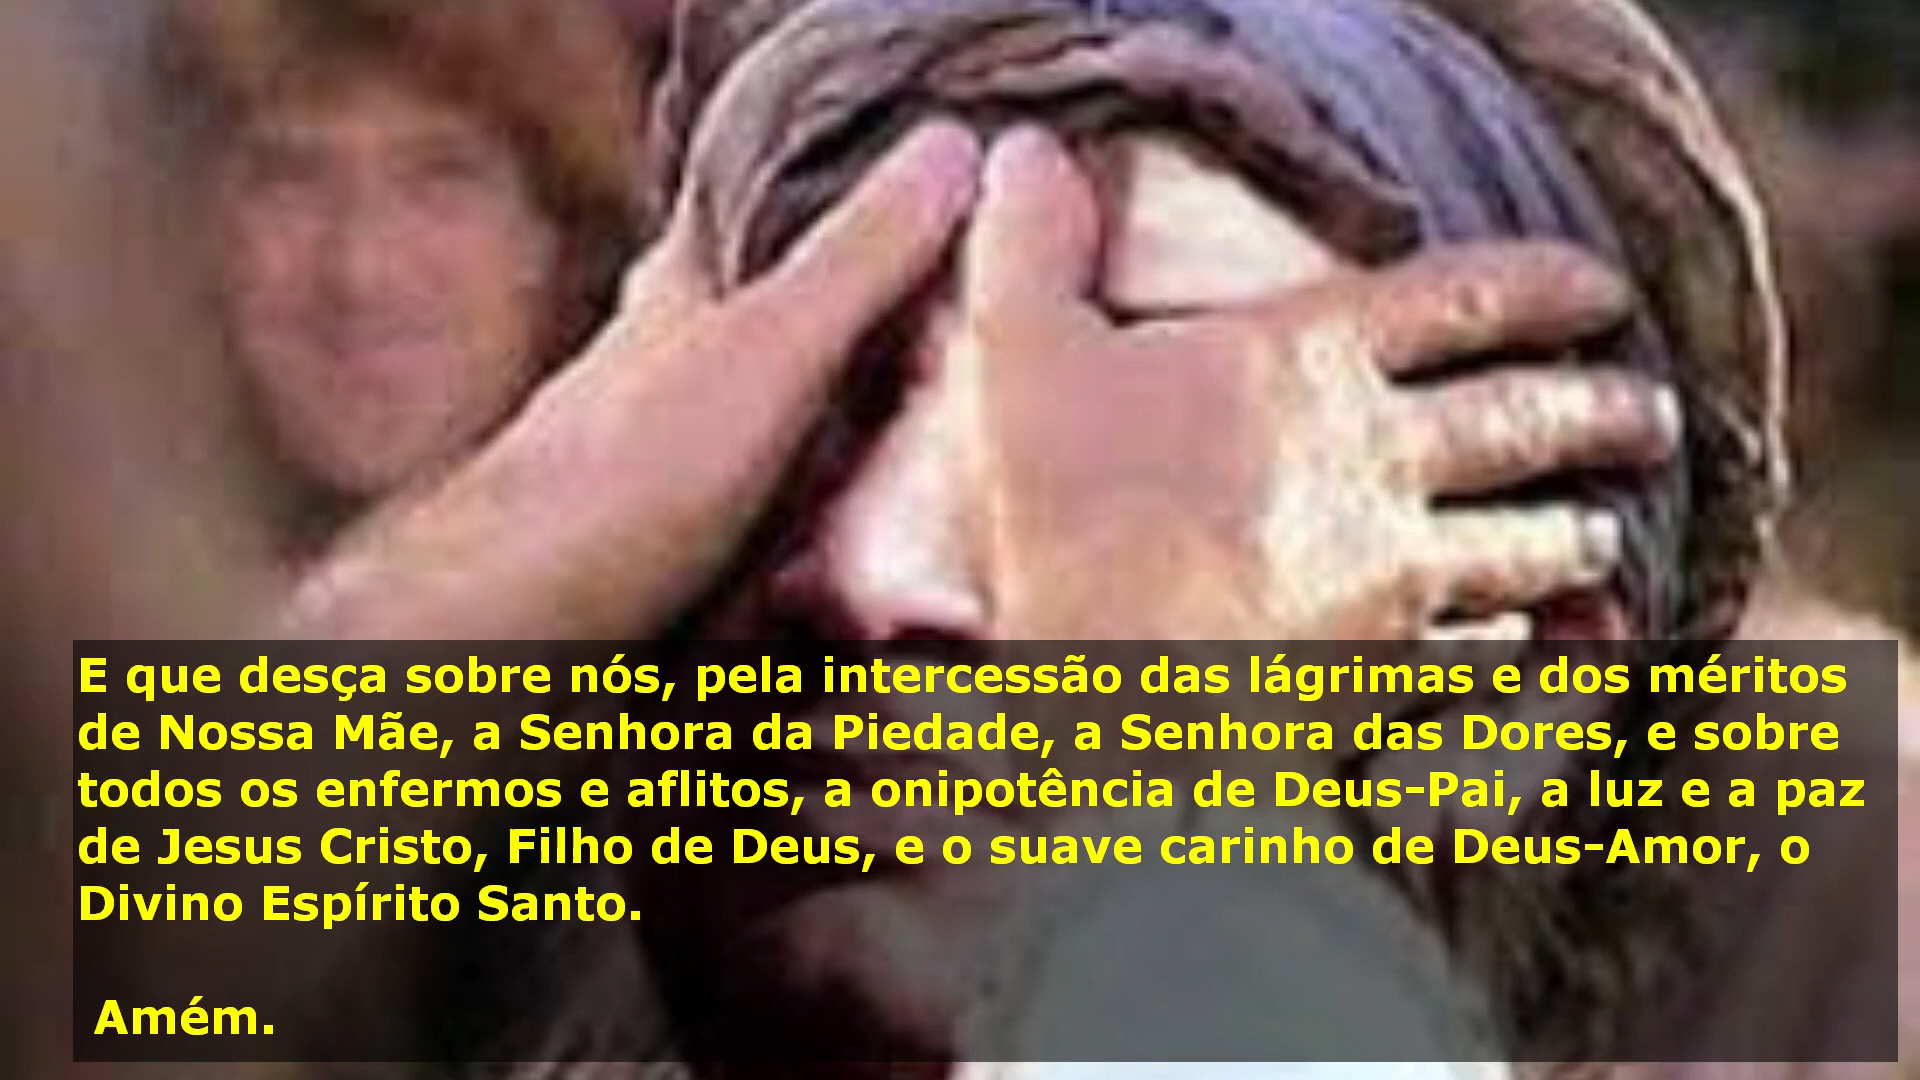 E que desça sobre nós, pela intercessão das lágrimas e dos méritos
de Nossa Mãe, a Senhora da Piedade, a Senhora das Dores, e sobre
todos os enfermos e aflitos, a onipotência de Deus-Pai, a luz e a paz
de Jesus Cristo, Filho de Deus, e o suave carinho de Deus-Amor, o
Divino Espírito Santo.
Amém.